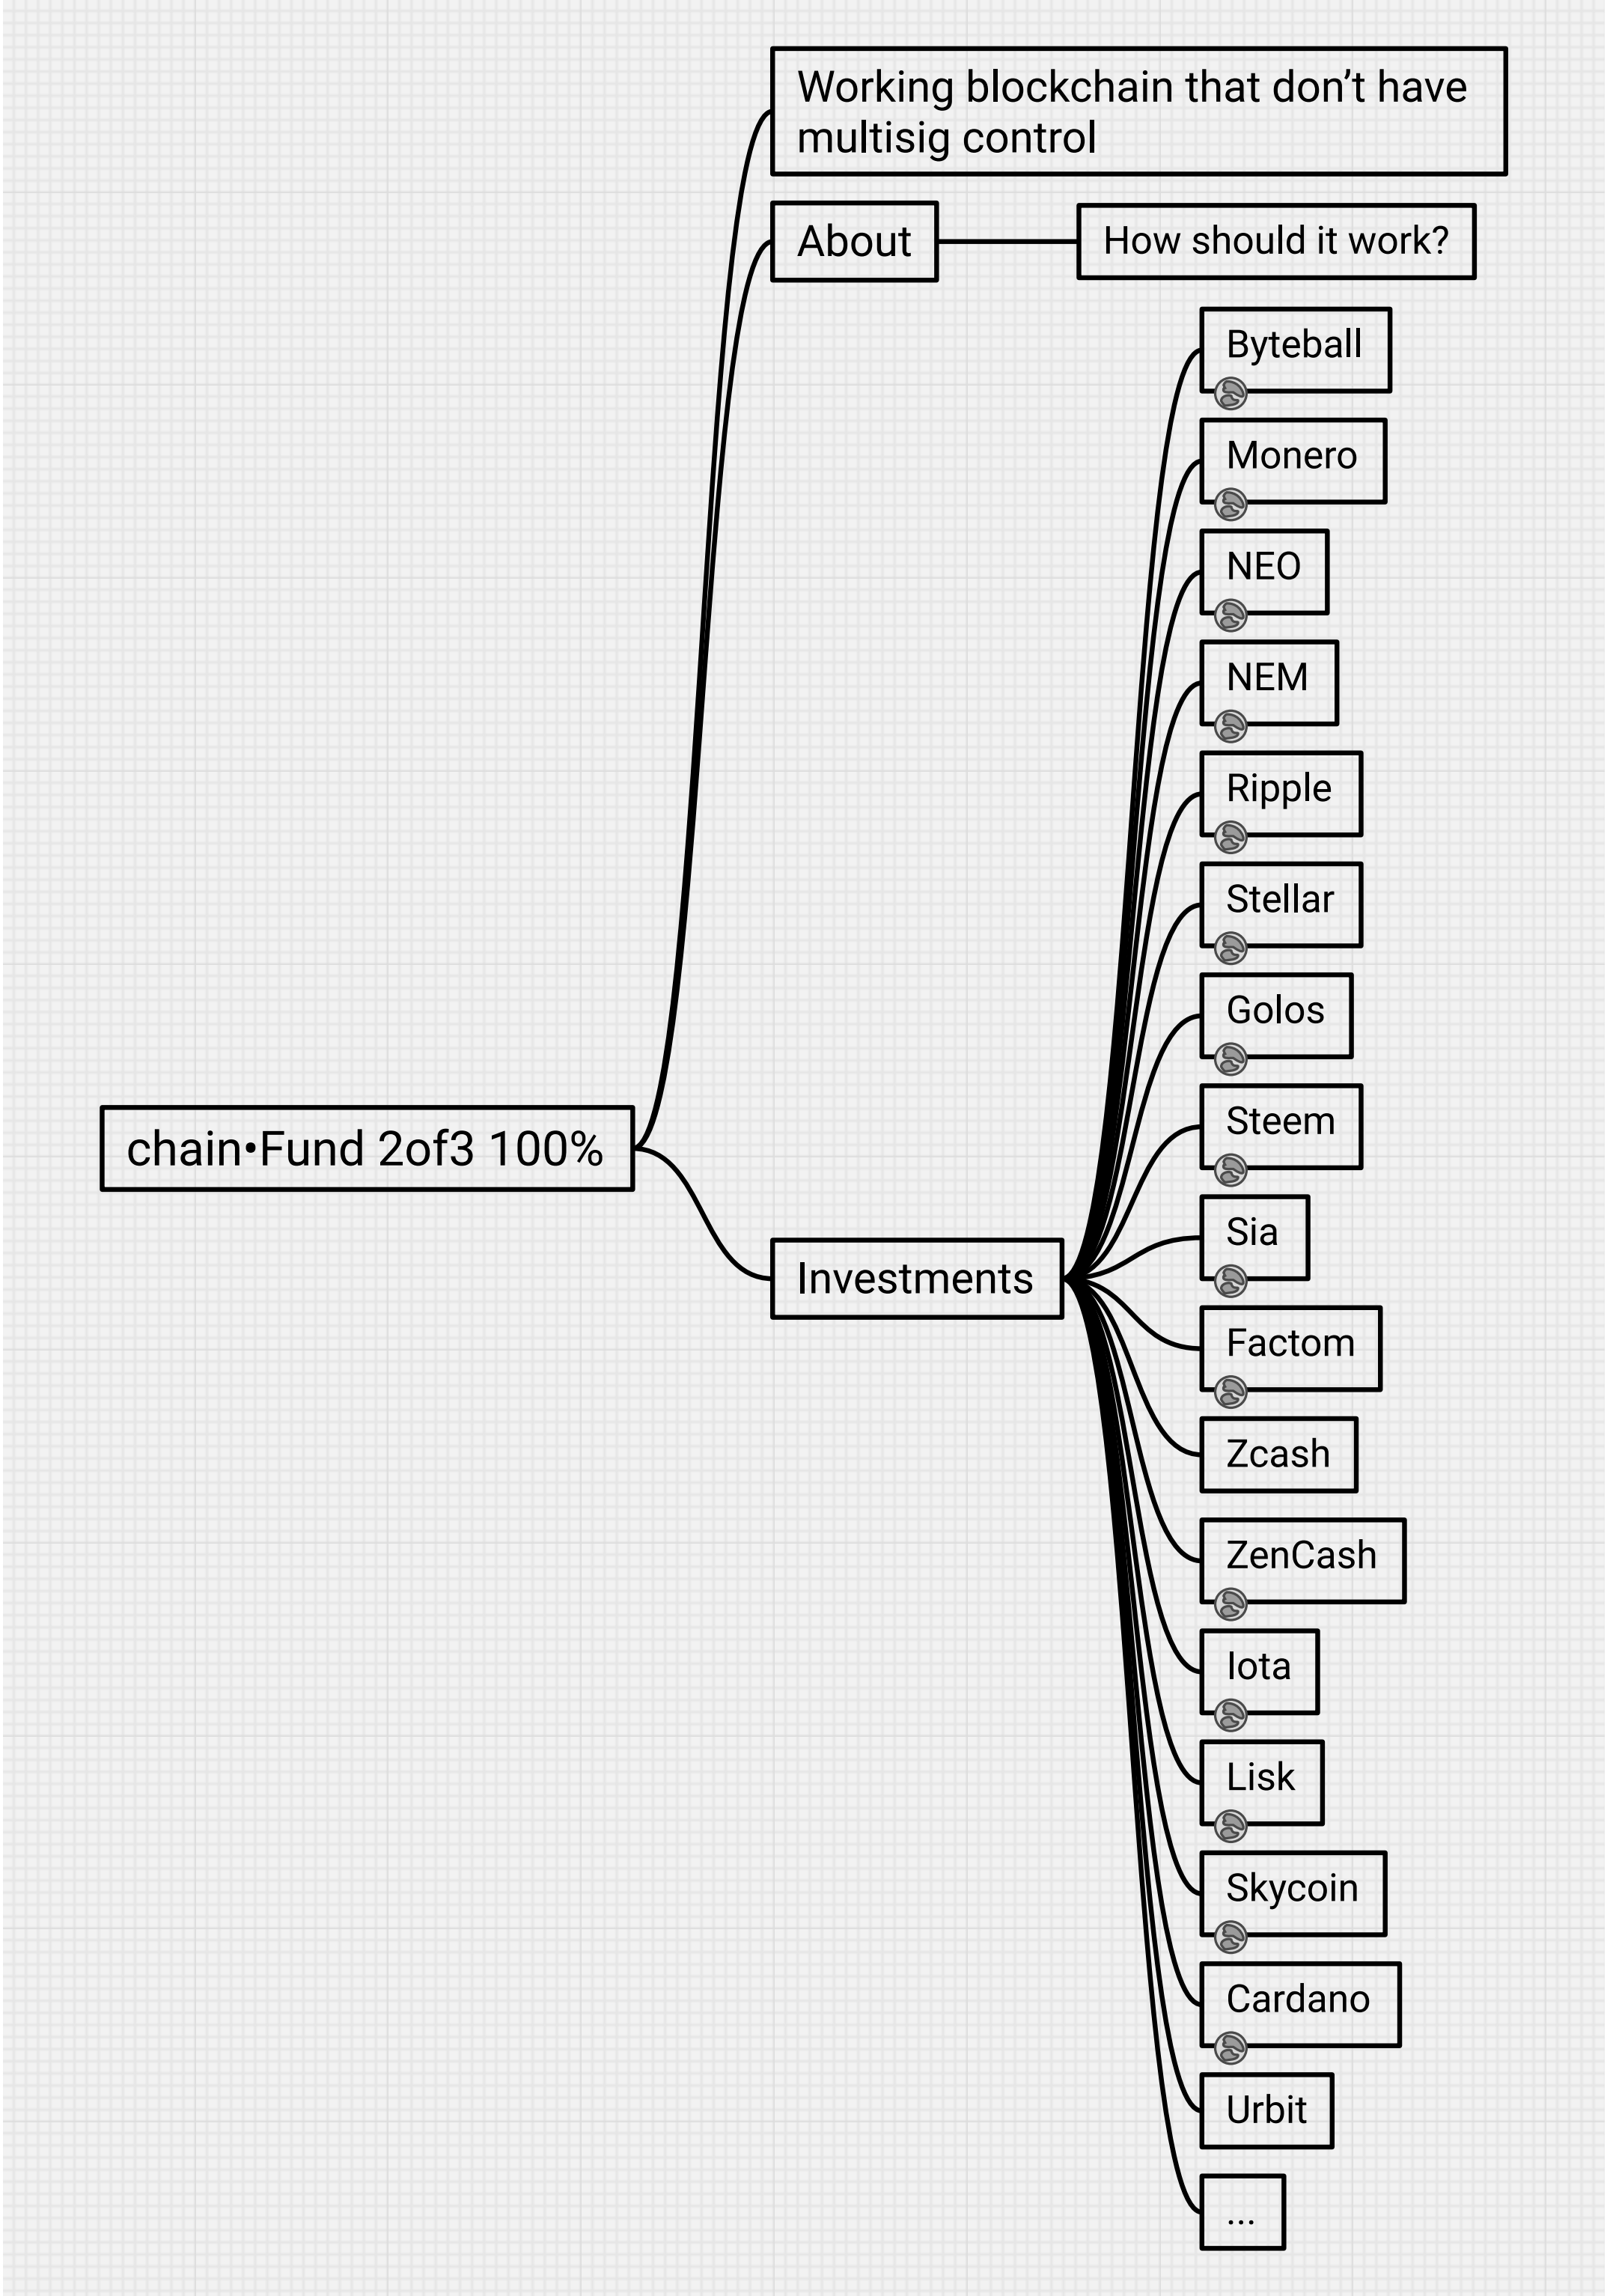 Working blockchain that don’t have
multisig control
About
How should it work?
Byteball
Monero
NEO
NEM
Ripple
Stellar
Golos
Steem
chain•Fund 2of3 100%
Sia
Investments
Factom
Zcash
ZenCash
Iota
Lisk
Skycoin
Cardano
Urbit
...